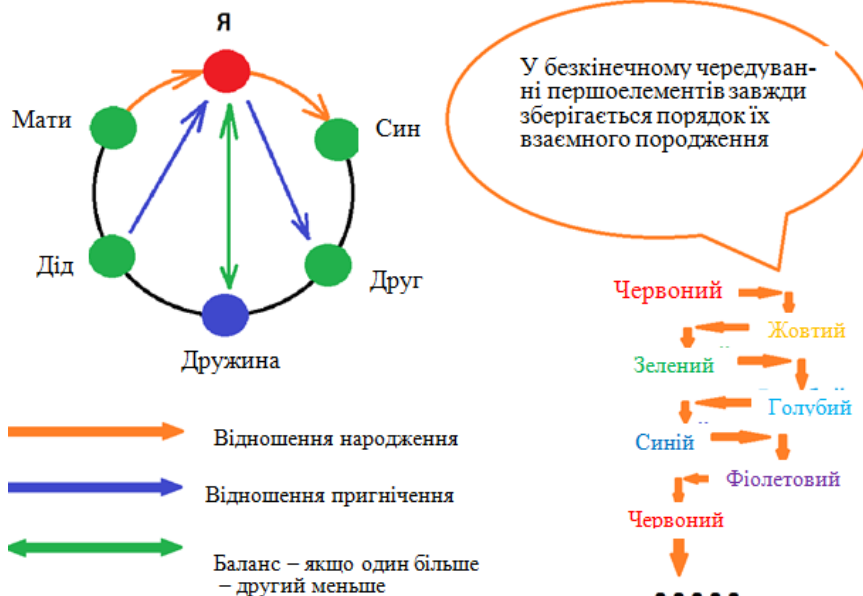 Я
Мати
Син
Дід
Друг
Дружина
У безкінечному чередуван-
ні першоелементів завжди
зберігається порядок їх
взаємного породження
Червоний
Жовтий
Зелений
Голубий
Синій
Фіолетовий
Червоний
Відношення народження
Відношення пригнічення
Баланс – якщо один більше
– другий меньше